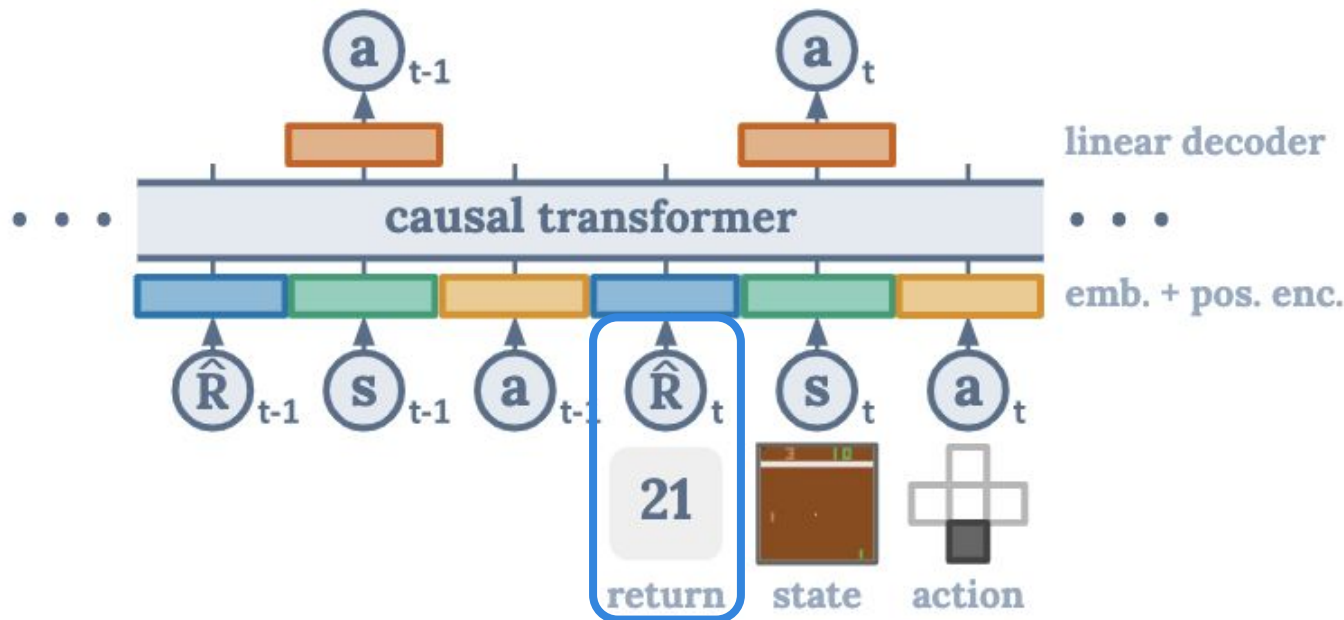 a t-1 a t
linear decoder
• • • causal transformer • • •
emb. + pos. enc.
R̂ t-1 s t-1 a t-1 R̂ t s t a t
21
3 10
return state action